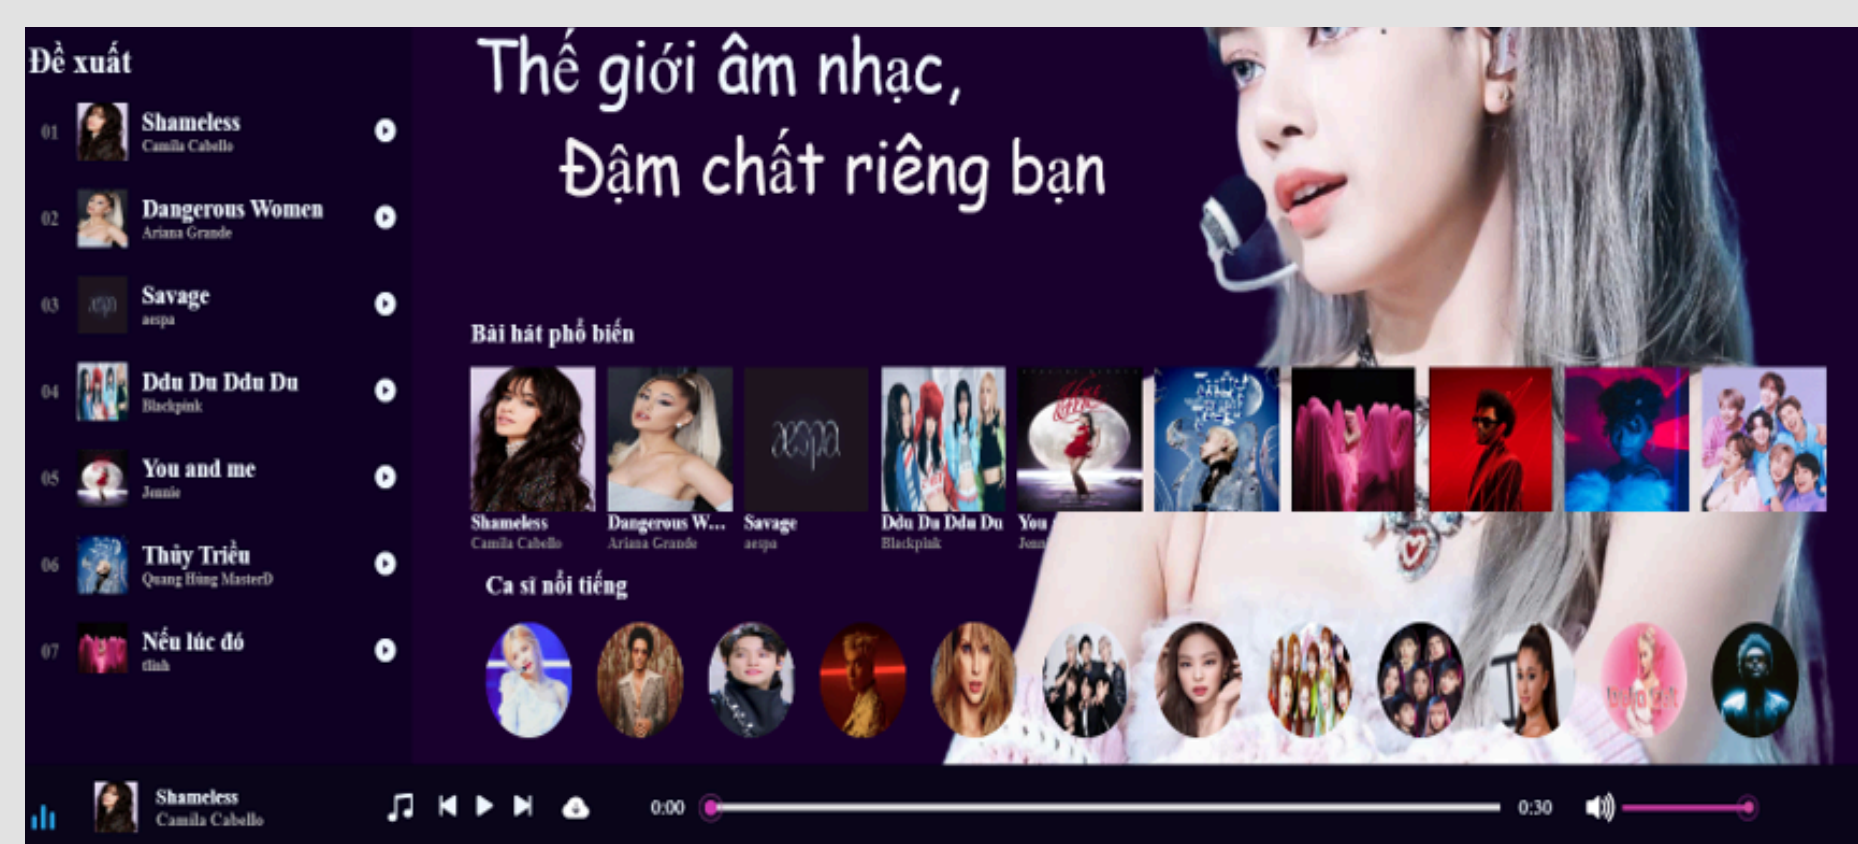 Đề xuất
01
Shameless
Camila Cabello
02
Dangerous Women
Ariana Grande
03
Savage
aespa
04
Ddu Du Ddu Du
Blackpink
05
You and me
Jennie
06
Thủy Triều
Quang Hùng MasterD
07
Nếu lúc đó
tlinh
Thế giới âm nhạc,
Đậm chất riêng bạn
Bài hát phổ biến
aespa
Shameless
Camila Cabello
Dangerous W...
Ariana Grande
Savage
aespa
Ddu Du Ddu Du
Blackpink
You
Jenn
Ca sĩ nổi tiếng
Shameless
Camila Cabello
0:00
0:30